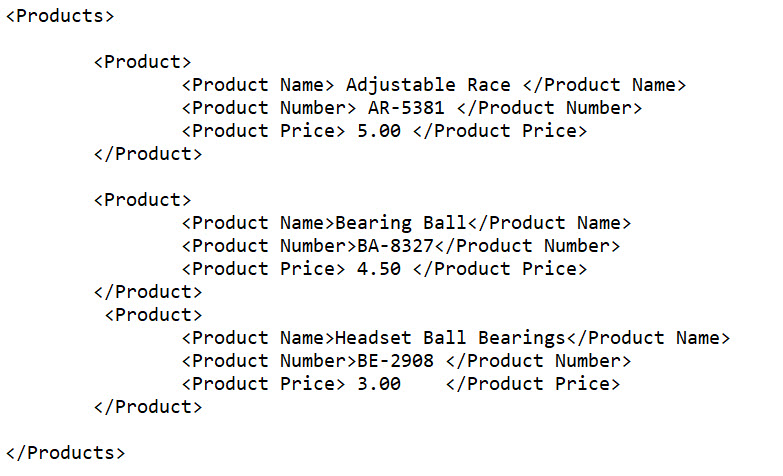 <Products>
<Product>
<Product Name> Adjustable Race </Product Name>
<Product Number> AR-5381 </Product Number>
<Product Price> 5.00 </Product Price>
</Product>
<Product>
<Product Name>Bearing Ball</Product Name>
<Product Number>BA-8327</Product Number>
<Product Price> 4.50 </Product Price>
</Product>
<Product>
<Product Name>Headset Ball Bearings</Product Name>
<Product Number>BE-2908 </Product Number>
<Product Price> 3.00    </Product Price>
</Product>
</Products>